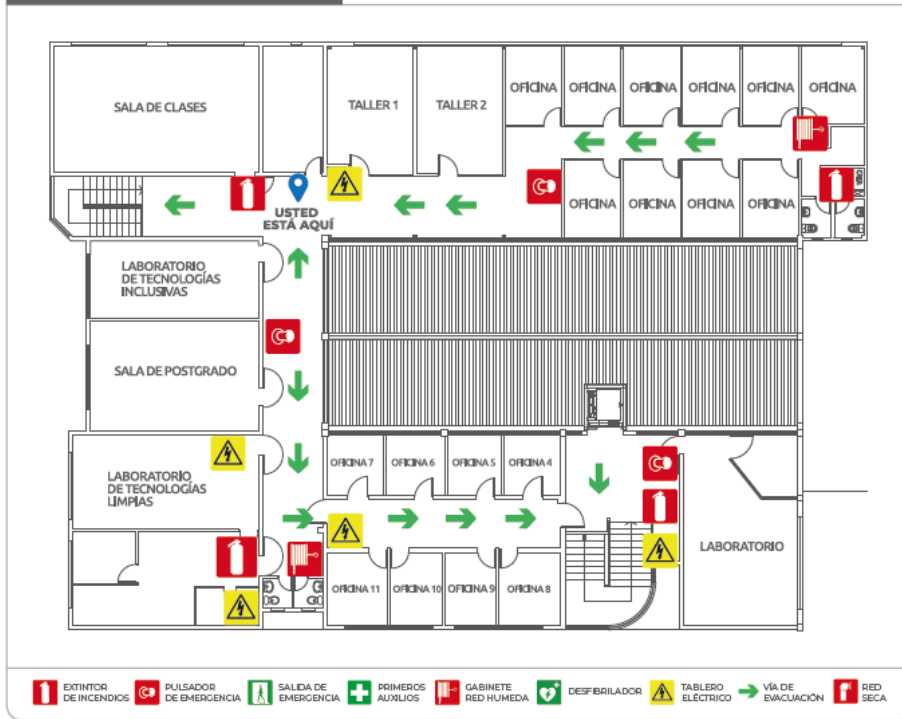 SALA DE CLASES
TALLER 1
TALLER 2
OFICINA
OFICINA
OFICINA
OFICINA
OFICINA
OFICINA
USTED
ESTÁ AQUÍ
OFICINA
OFICINA
OFICINA
OFICINA
LABORATORIO
DE TECNOLOGÍAS
INCLUSIVAS
SALA DE POSTGRADO
LABORATORIO
DE TECNOLOGÍAS
LIMPIAS
OFICINA 7
OFICINA 6
OFICINA 5
OFICINA 4
LABORATORIO
OFICINA 11
OFICINA 10
OFICINA 9
OFICINA 8
EXTINTOR
DE INCENDIOS
PULSADOR
DE EMERGENCIA
SALIDA DE
EMERGENCIA
PRIMEROS
AUXILIOS
GABINETE
RED HUMEDA
DESFIBRILADOR
TABLERO
ELÉCTRICO
VÍA DE
EVACUACIÓN
RED
SECA